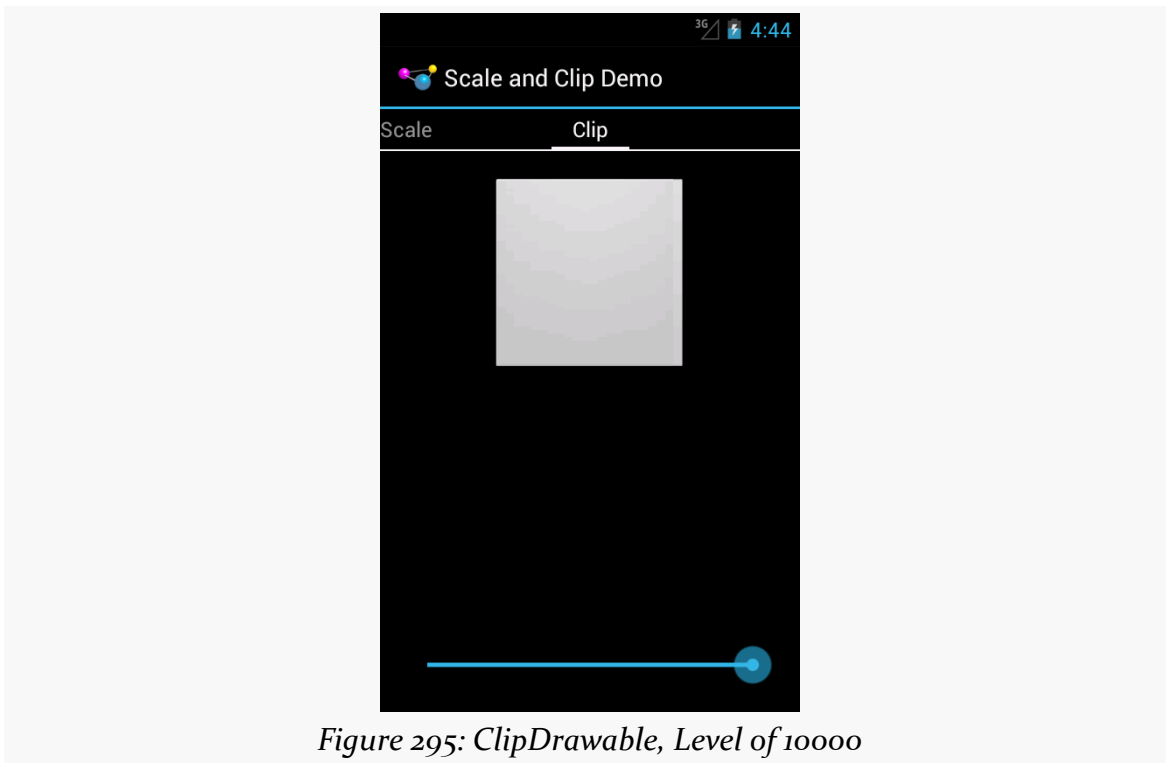 3G 4:44
Scale and Clip Demo
Scale Clip
Figure 295: ClipDrawable, Level of 10000